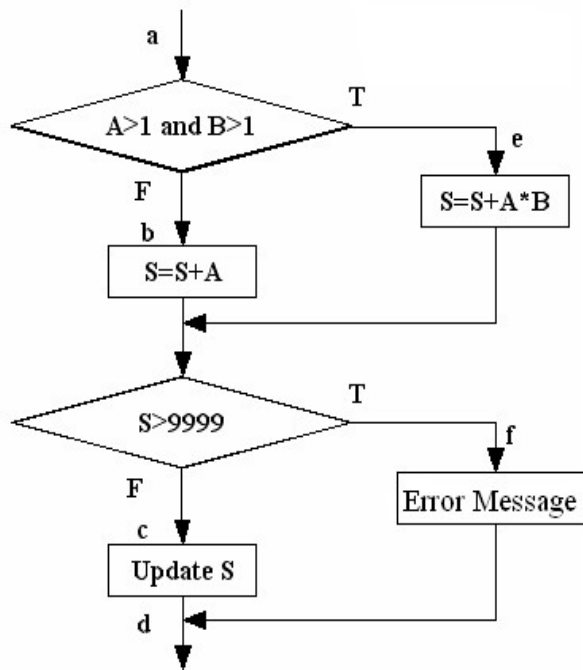 a
A>1 and B>1
T
e
F
S=S+A*B
b
S=S+A
T
S>9999
f
F
Error Message
c
Update S
d